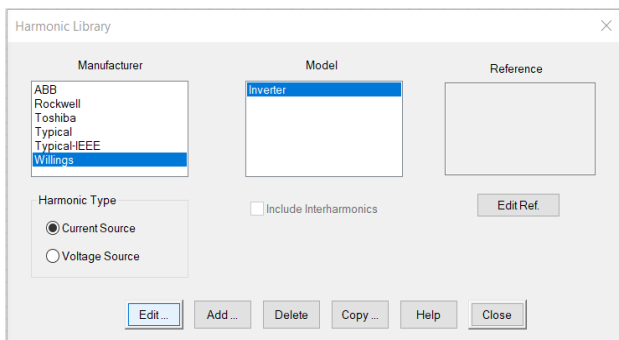 Harmonic Library
Manufacturer
Model
Reference
ABB
Rockwell
Toshiba
Typical
Typical-IEEE
Willings
Inverter
Harmonic Type
Current Source
Voltage Source
Include Interharmonics
Edit Ref.
Edit ...
Add ...
Delete
Copy ...
Help
Close